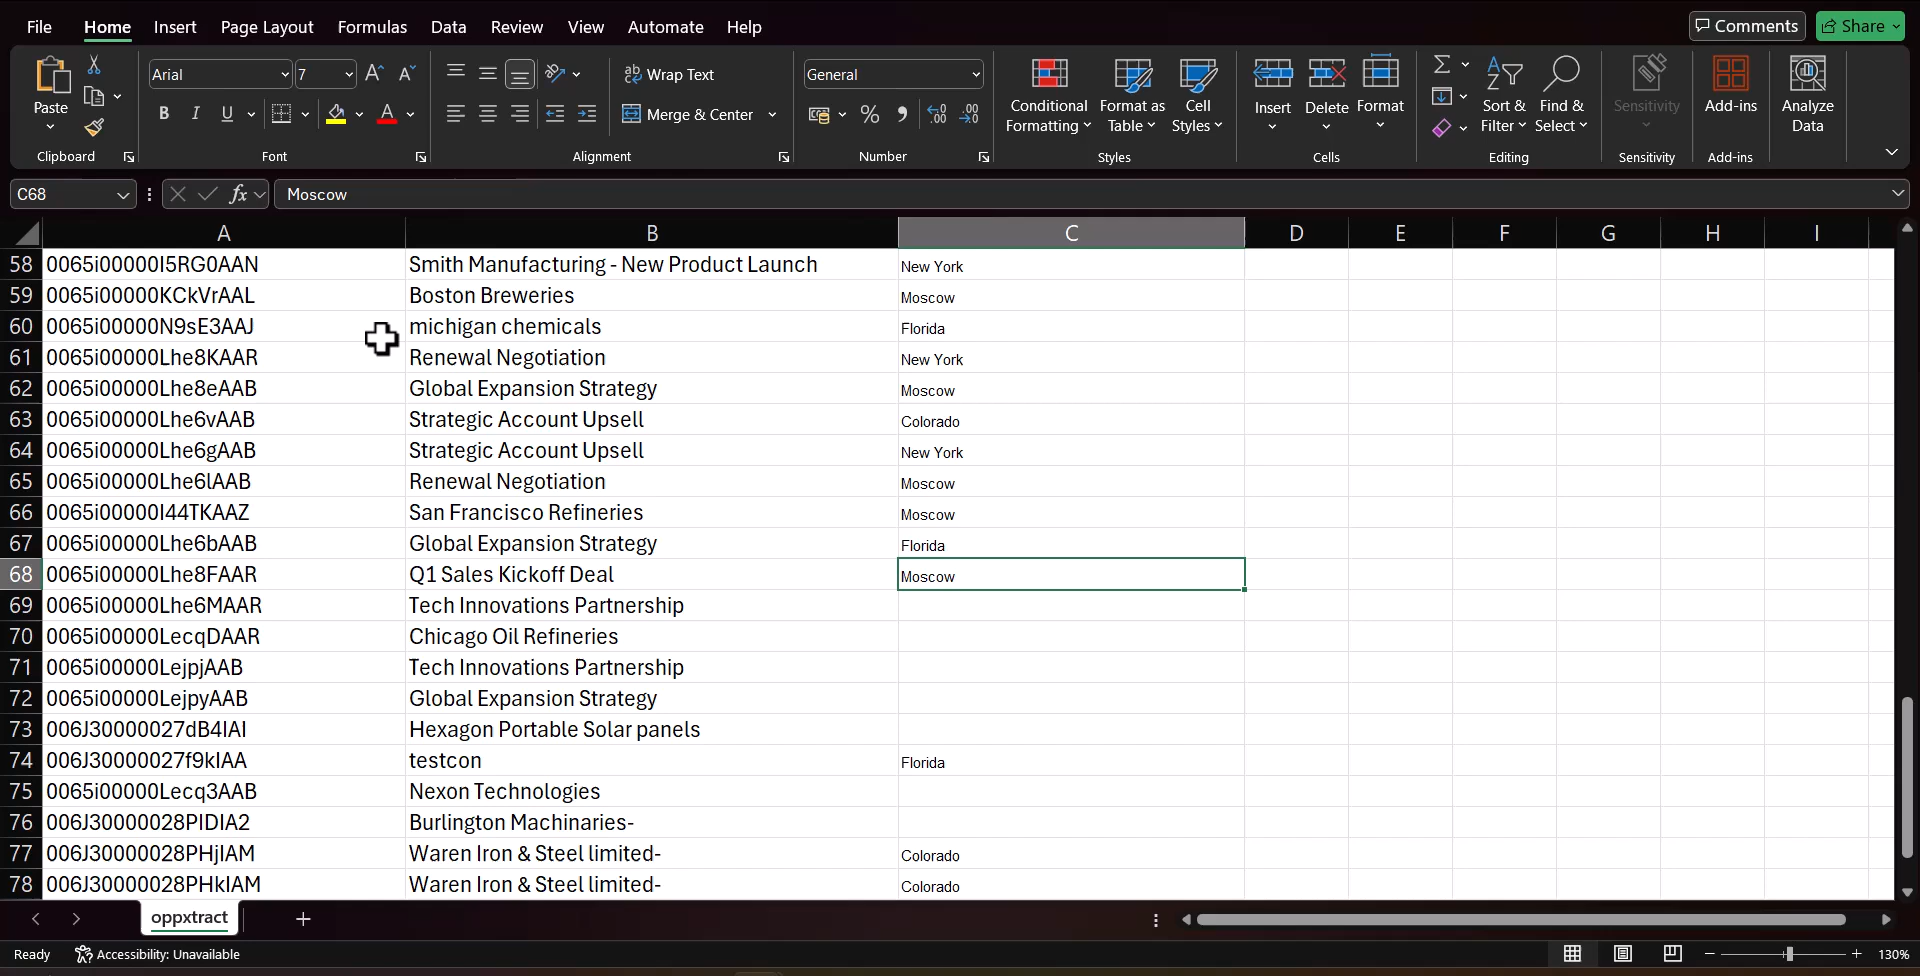 File Home Insert Page Layout Formulas Data Review View Automate Help Comments Share
Paste
Clipboard
Arial 7 A A
B I U A
Font
Wrap Text
Merge & Center
Alignment
General
% 9 .00 .00
Number
Conditional Formatting
Format as Table
Cell Styles
Styles
Insert
Delete
Format
Cells
Sort & Filter
Find & Select
Editing
Sensitivity
Sensitivity
Add-ins
Add-ins
Analyze Data
C68 fx Moscow
A B C D E F G H I
58 0065i00000I5RG0AAN Smith Manufacturing - New Product Launch New York
59 0065i00000KCkVrAAL Boston Breweries Moscow
60 0065i00000N9sE3AAJ michigan chemicals Florida
61 0065i00000Lhe8KAAR Renewal Negotiation New York
62 0065i00000Lhe8eAAB Global Expansion Strategy Moscow
63 0065i00000Lhe6vAAB Strategic Account Upsell Colorado
64 0065i00000Lhe6gAAB Strategic Account Upsell New York
65 0065i00000Lhe6lAAB Renewal Negotiation Moscow
66 0065i00000I44TKAAZ San Francisco Refineries Moscow
67 0065i00000Lhe6bAAB Global Expansion Strategy Florida
68 0065i00000Lhe8FAAR Q1 Sales Kickoff Deal Moscow
69 0065i00000Lhe6MAAR Tech Innovations Partnership
70 0065i00000LecqDAAR Chicago Oil Refineries
71 0065i00000LejpjAAB Tech Innovations Partnership
72 0065i00000LejpyAAB Global Expansion Strategy
73 006J30000027dB4IAI Hexagon Portable Solar panels
74 006J30000027f9kIAA testcon Florida
75 0065i00000Lecq3AAB Nexon Technologies
76 006J30000028PIDIA2 Burlington Machinaries-
77 006J30000028PHjIAM Waren Iron & Steel limited- Colorado
78 006J30000028PHkIAM Waren Iron & Steel limited- Colorado
oppxtract
Ready Accessibility: Unavailable 130%